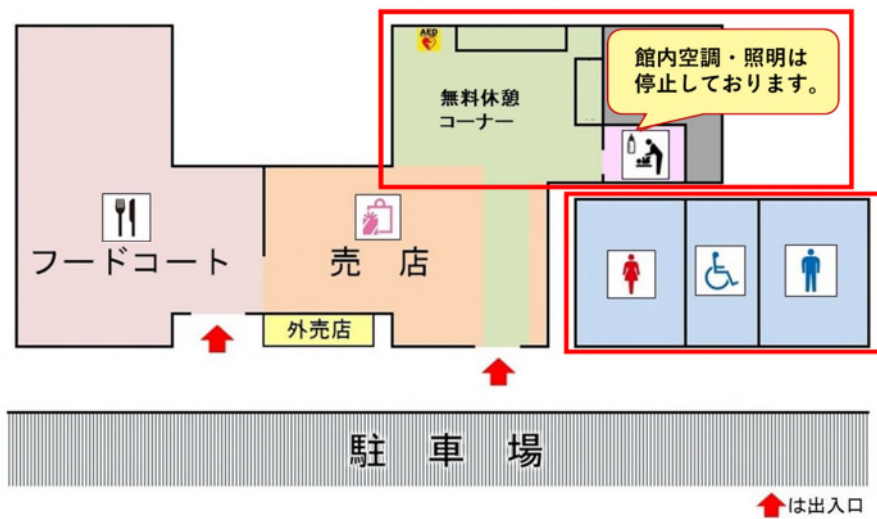 AED
館内空調・照明は
停止しております。
無料休憩
コーナー
フードコート
売 店
外売店
駐 車 場
は出入口